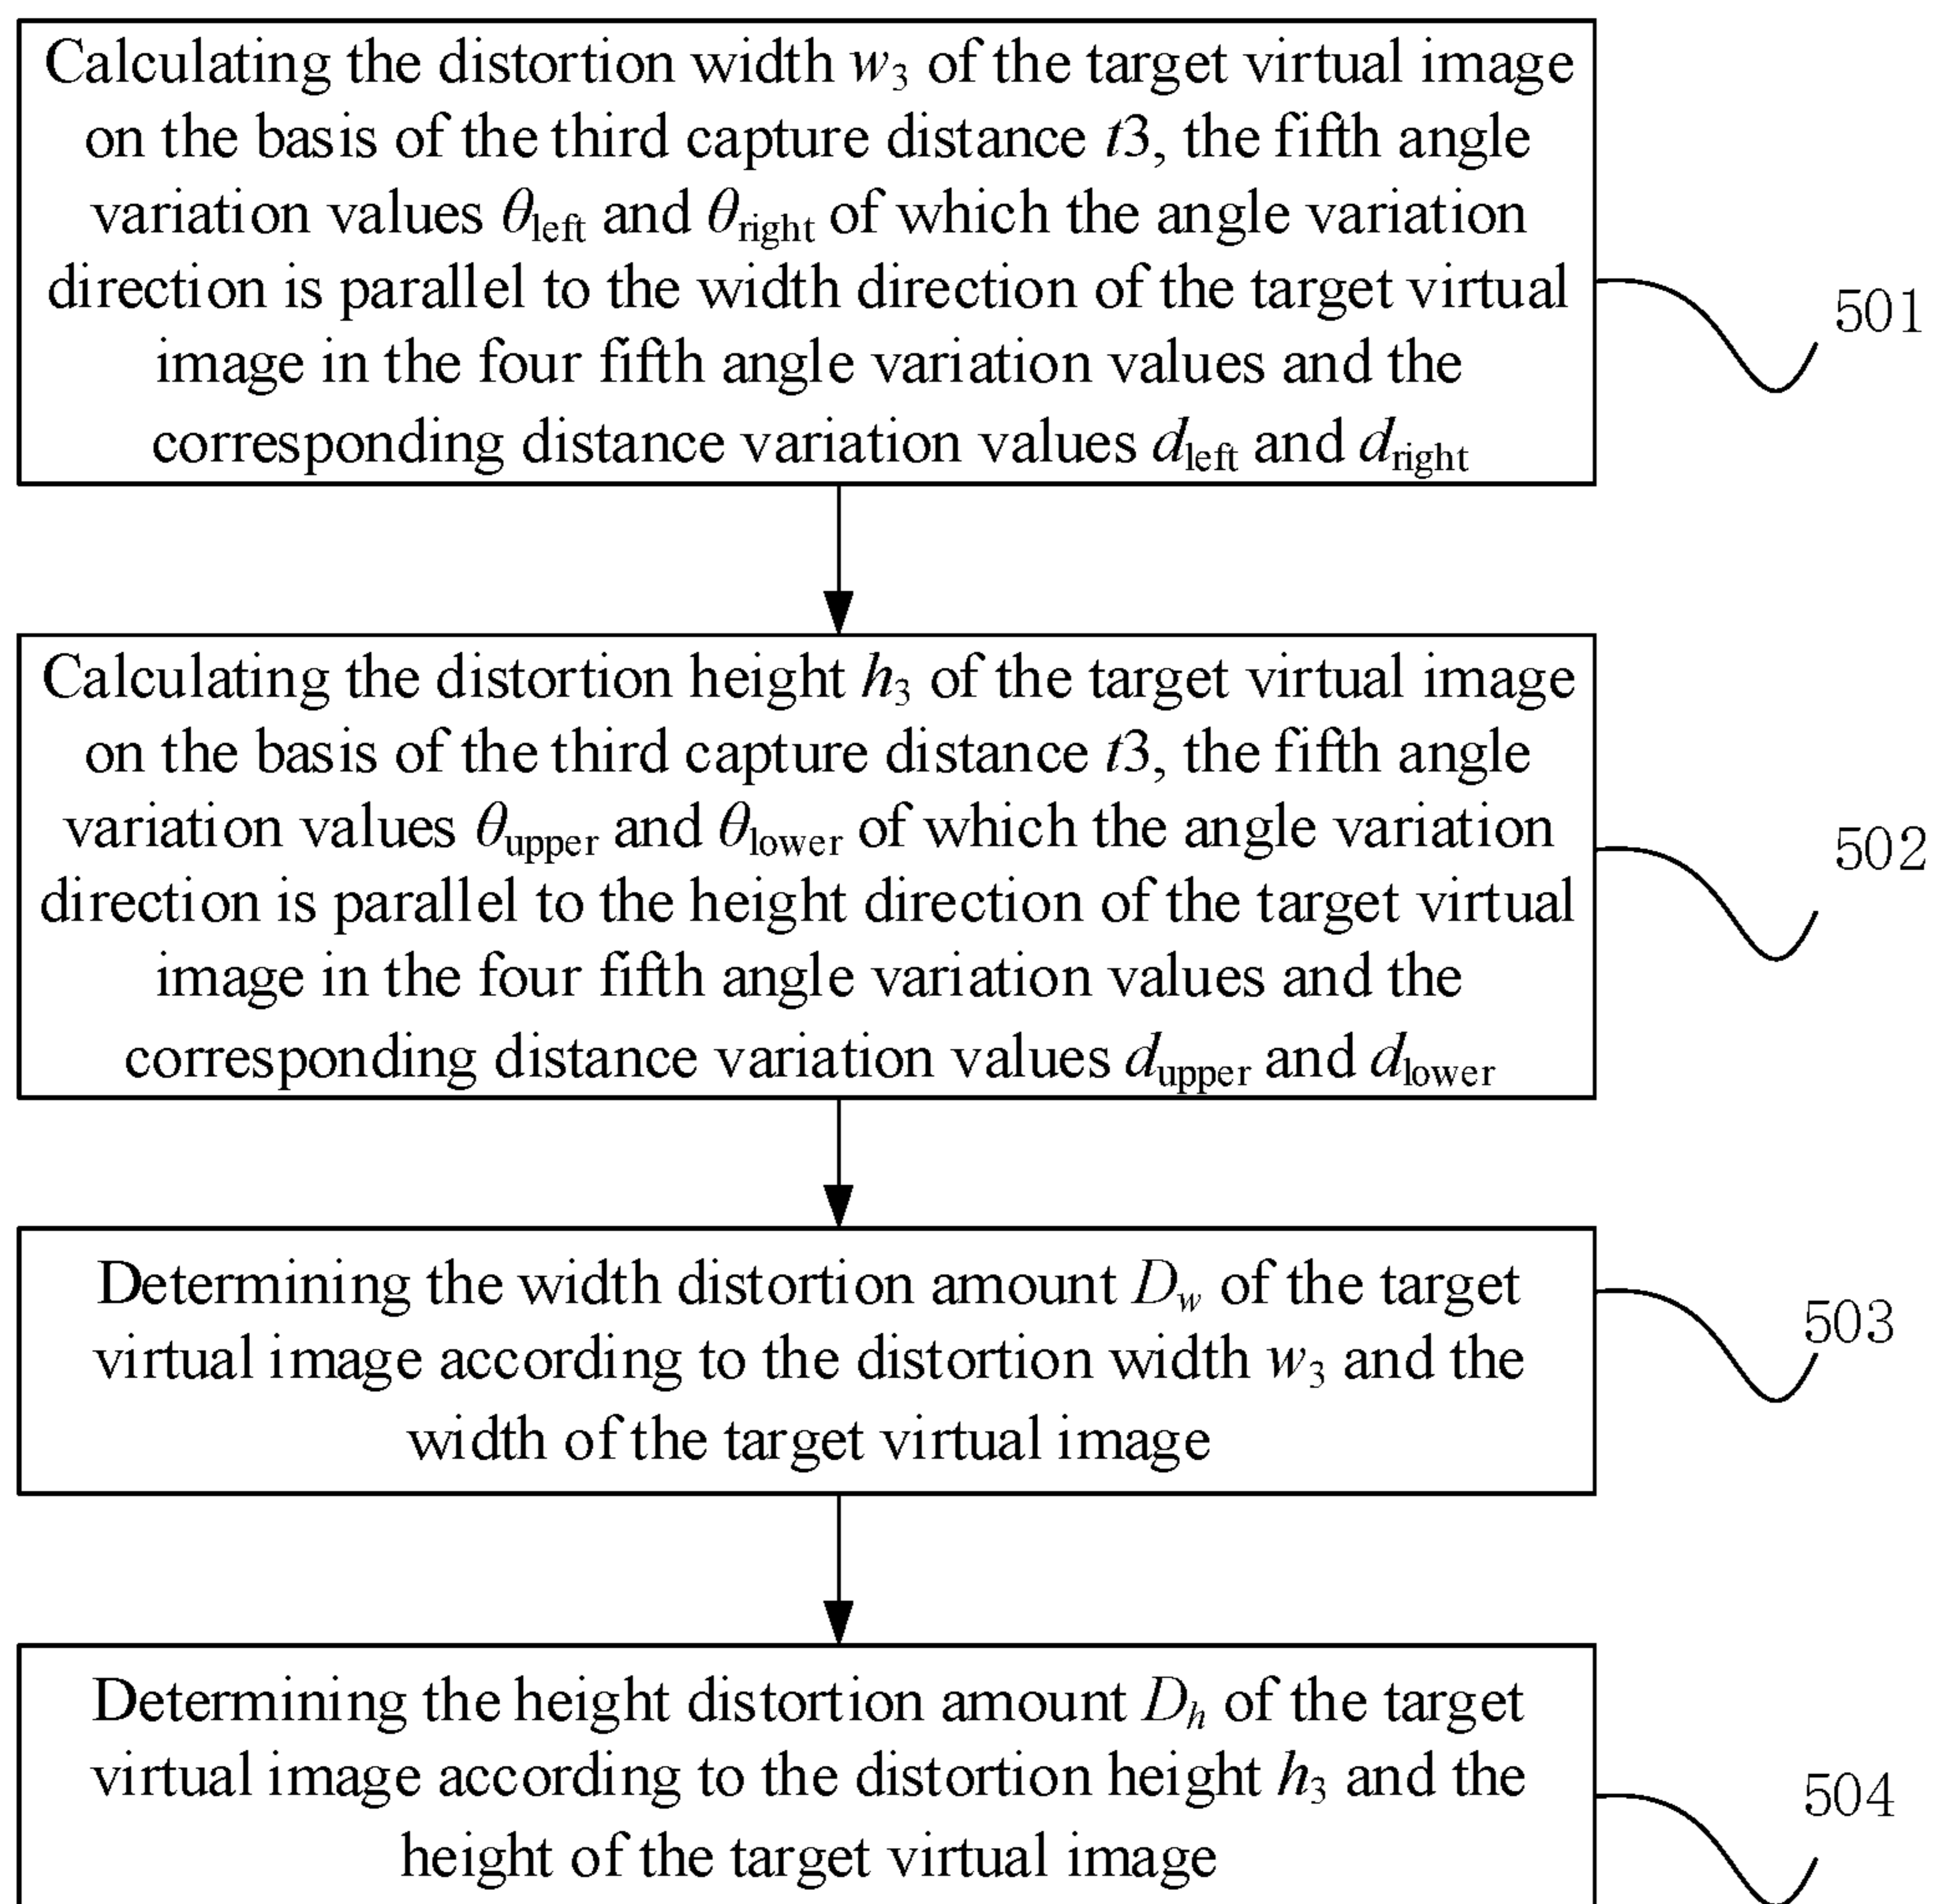 Calculating the distortion width w3 of the target virtual image
on the basis of the third capture distance t3, the fifth angle
variation values θleft and θright of which the angle variation
direction is parallel to the width direction of the target virtual
image in the four fifth angle variation values and the
corresponding distance variation values dleft and dright
501
Calculating the distortion height h3 of the target virtual image
on the basis of the third capture distance t3, the fifth angle
variation values θupper and θlower of which the angle variation
direction is parallel to the height direction of the target virtual
image in the four fifth angle variation values and the
corresponding distance variation values dupper and dlower
502
Determining the width distortion amount Dw of the target
virtual image according to the distortion width w3 and the
width of the target virtual image
503
Determining the height distortion amount Dh of the target
virtual image according to the distortion height h3 and the
height of the target virtual image
504